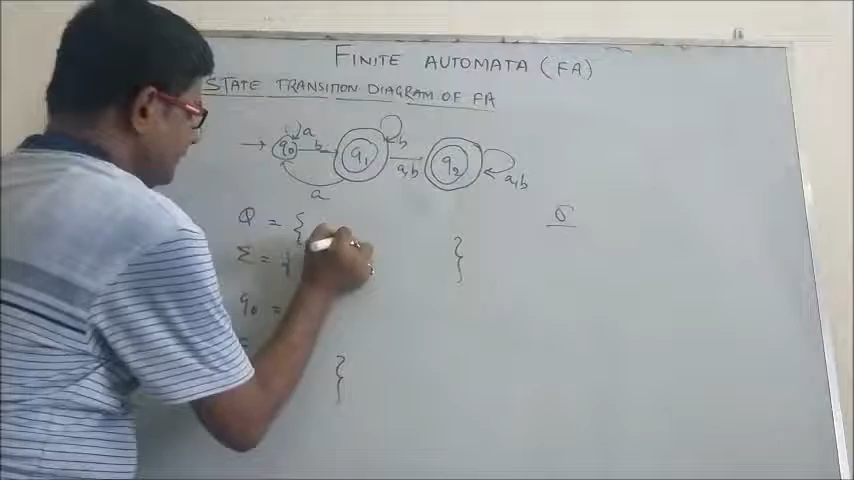 FINITE AUTOMATA (FA)
STATE TRANSITION DIAGRAM OF FA
a b
q0 b q1 a,b q2 a,b
a
Q = {
δ
Σ = { }
q0 =
}